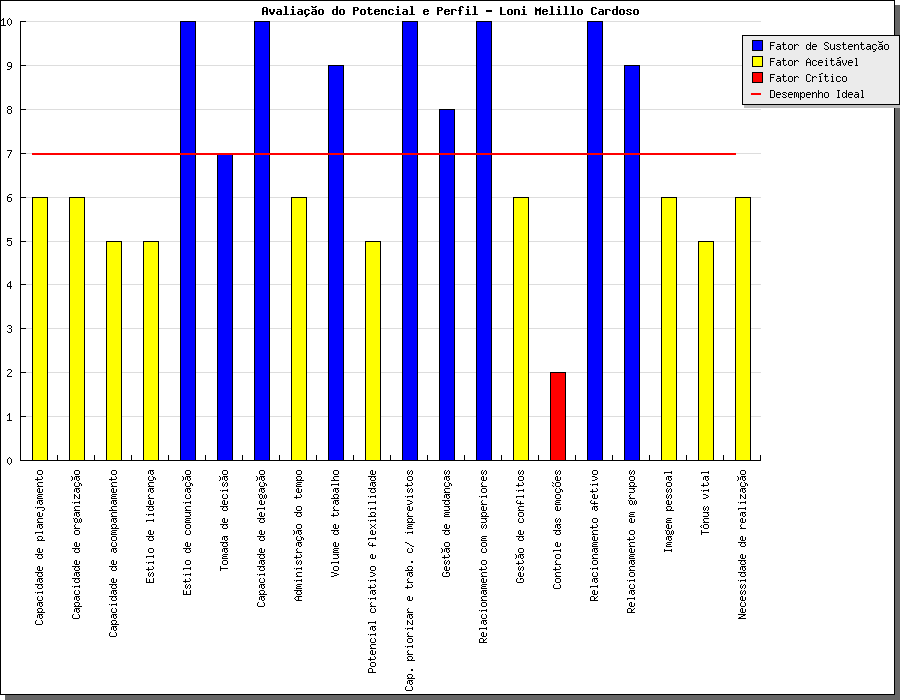 Avaliação do Potencial e Perfil - Loni Melillo Cardoso
Fator de Sustentação
Fator Aceitável
Fator Crítico
Desempenho Ideal
10
9
8
7
6
5
4
3
2
1
0
Capacidade de planejamento
Capacidade de organização
Capacidade de acompanhamento
Estilo de liderança
Estilo de comunicação
Tomada de decisão
Capacidade de delegação
Administração do tempo
Volume de trabalho
Potencial criativo e flexibilidade
Cap. priorizar e trab. c/ imprevistos
Gestão de mudanças
Relacionamento com superiores
Gestão de conflitos
Controle das emoções
Relacionamento afetivo
Relacionamento em grupos
Imagem pessoal
Tônus vital
Necessidade de realização